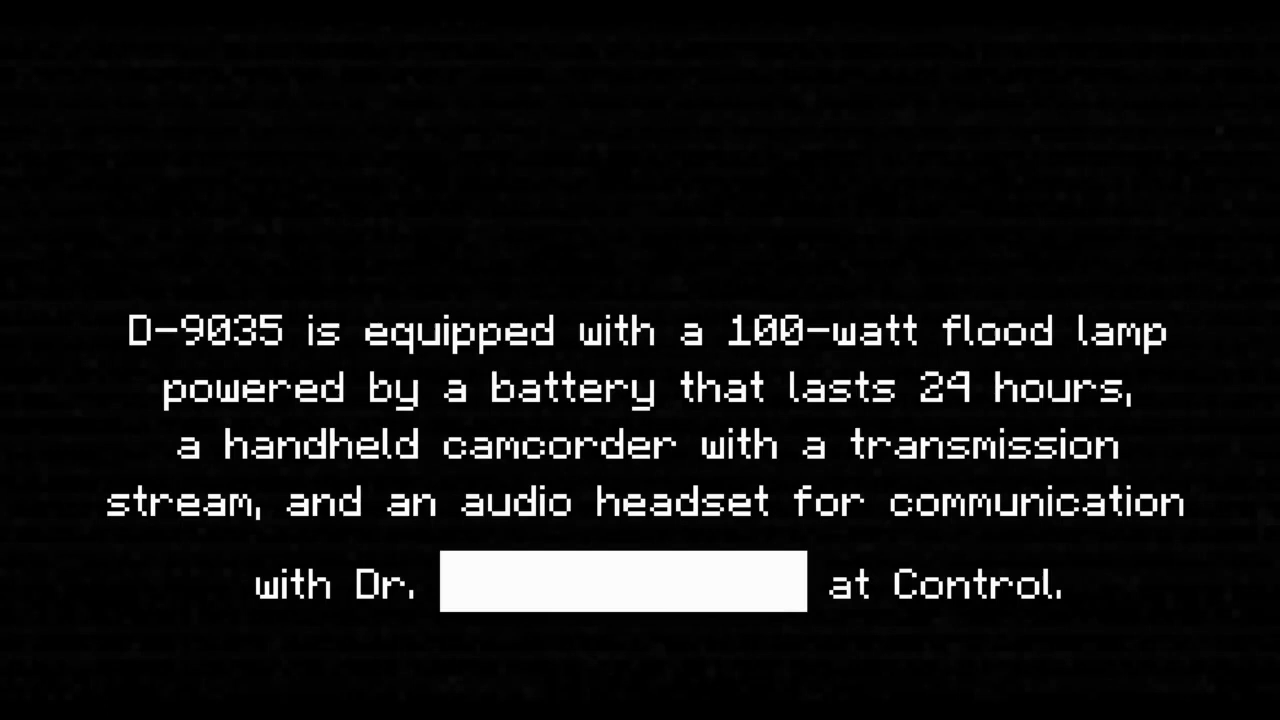 D-9035 is equipped with a 100-watt flood lamp
powered by a battery that lasts 24 hours,
a handheld camcorder with a transmission
stream, and an audio headset for communication
with Dr. at Control.